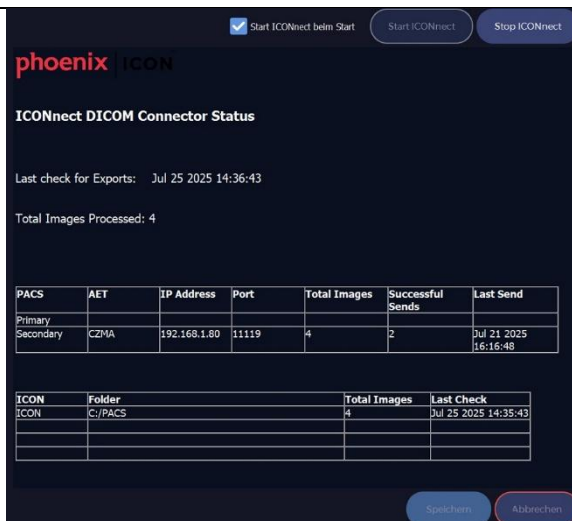 Start ICONnect beim Start Start ICONnect Stop ICONnect
phoenix ICON
ICONnect DICOM Connector Status
Last check for Exports: Jul 25 2025 14:36:43
Total Images Processed: 4
PACS AET IP Address Port Total Images Successful Sends Last Send
Primary
Secondary CZMA 192.168.1.80 11119 4 2 Jul 21 2025 16:16:48
ICON Folder Total Images Last Check
ICON C:/PACS 4 Jul 25 2025 14:35:43
Speichern Abbrechen